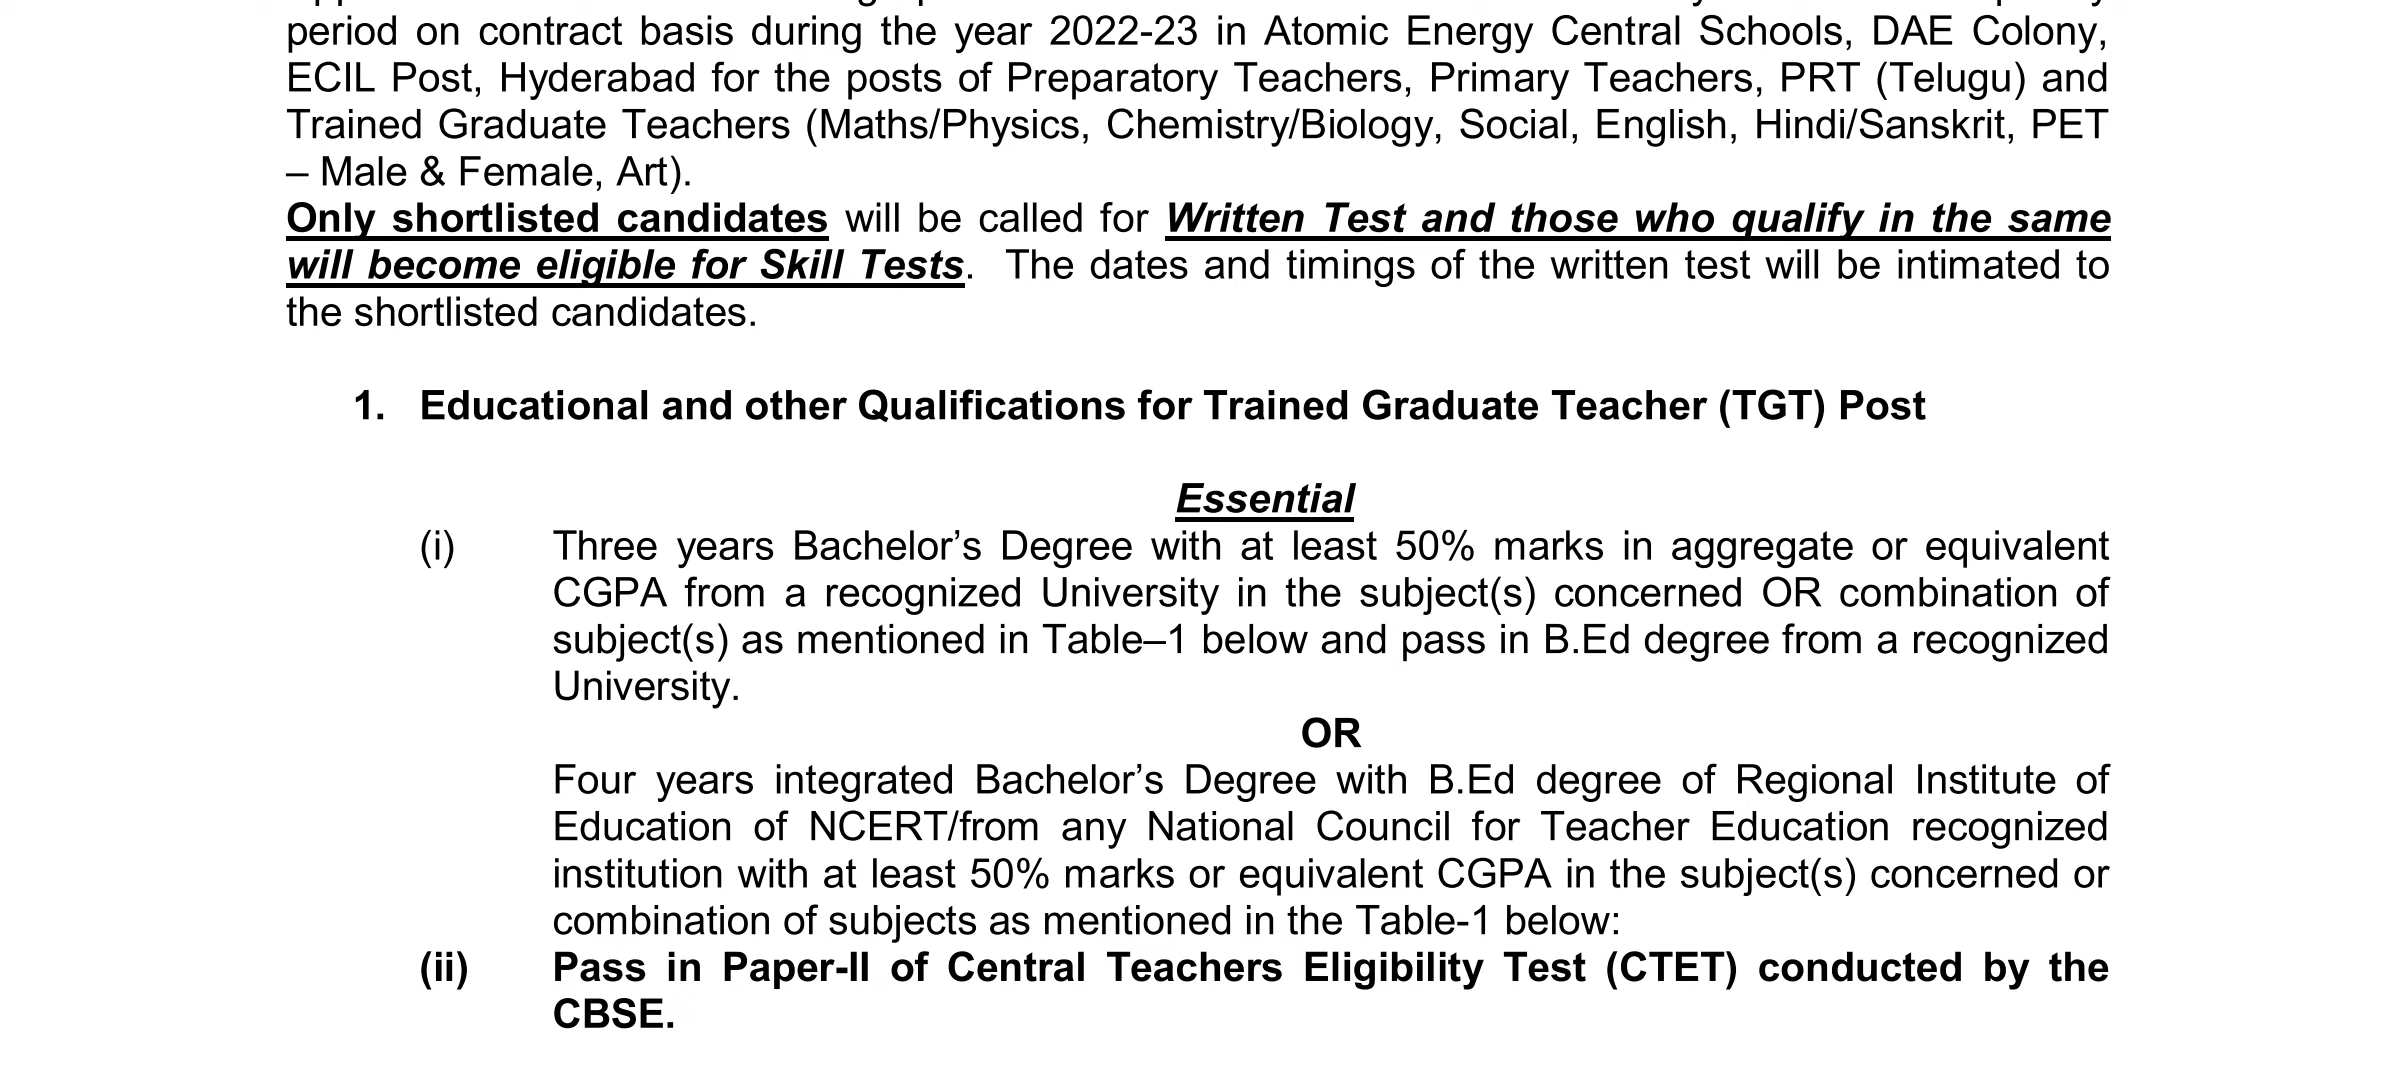 period on contract basis during the year 2022-23 in Atomic Energy Central Schools, DAE Colony,
ECIL Post, Hyderabad for the posts of Preparatory Teachers, Primary Teachers, PRT (Telugu) and
Trained Graduate Teachers (Maths/Physics, Chemistry/Biology, Social, English, Hindi/Sanskrit, PET
– Male & Female, Art).
Only shortlisted candidates will be called for Written Test and those who qualify in the same
will become eligible for Skill Tests. The dates and timings of the written test will be intimated to
the shortlisted candidates.
1. Educational and other Qualifications for Trained Graduate Teacher (TGT) Post
Essential
(i) Three years Bachelor’s Degree with at least 50% marks in aggregate or equivalent
CGPA from a recognized University in the subject(s) concerned OR combination of
subject(s) as mentioned in Table–1 below and pass in B.Ed degree from a recognized
University.
OR
Four years integrated Bachelor’s Degree with B.Ed degree of Regional Institute of
Education of NCERT/from any National Council for Teacher Education recognized
institution with at least 50% marks or equivalent CGPA in the subject(s) concerned or
combination of subjects as mentioned in the Table-1 below:
(ii) Pass in Paper-II of Central Teachers Eligibility Test (CTET) conducted by the
CBSE.